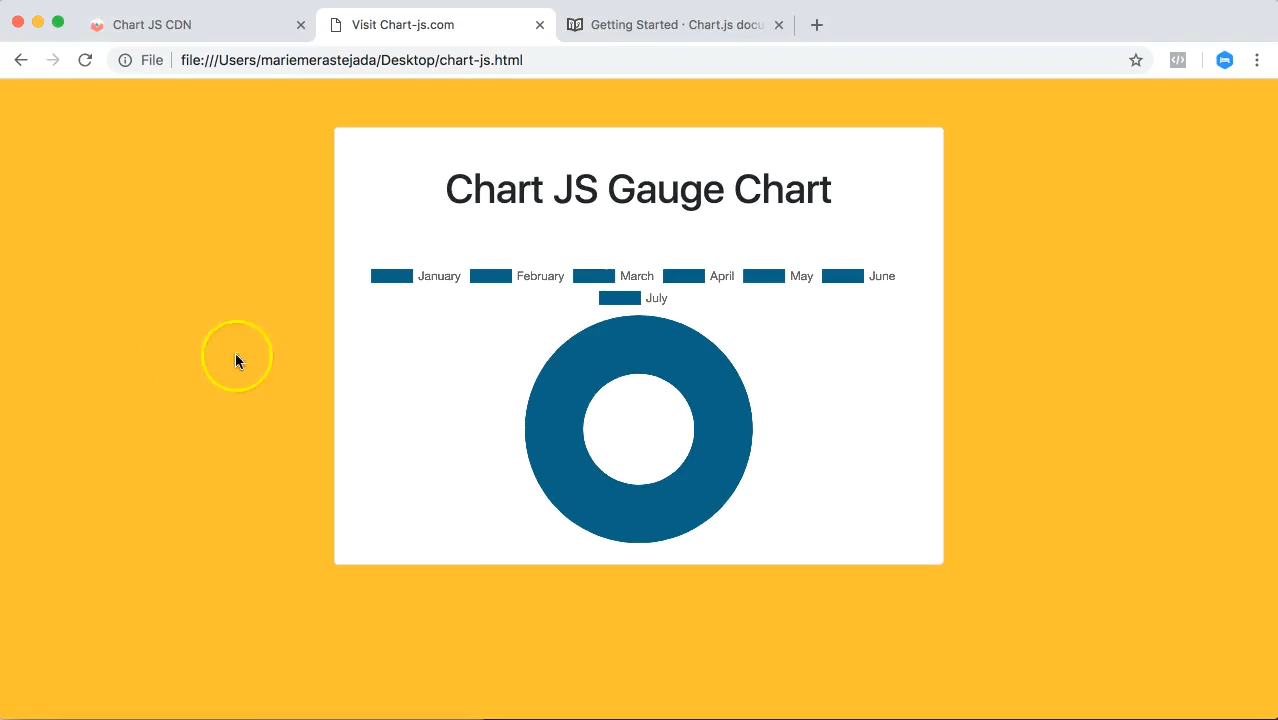 Chart JS CDN
Visit Chart-js.com
Getting Started · Chart.js docu
File
file:///Users/mariemerastejada/Desktop/chart-js.html
Chart JS Gauge Chart
January February March April May June
July